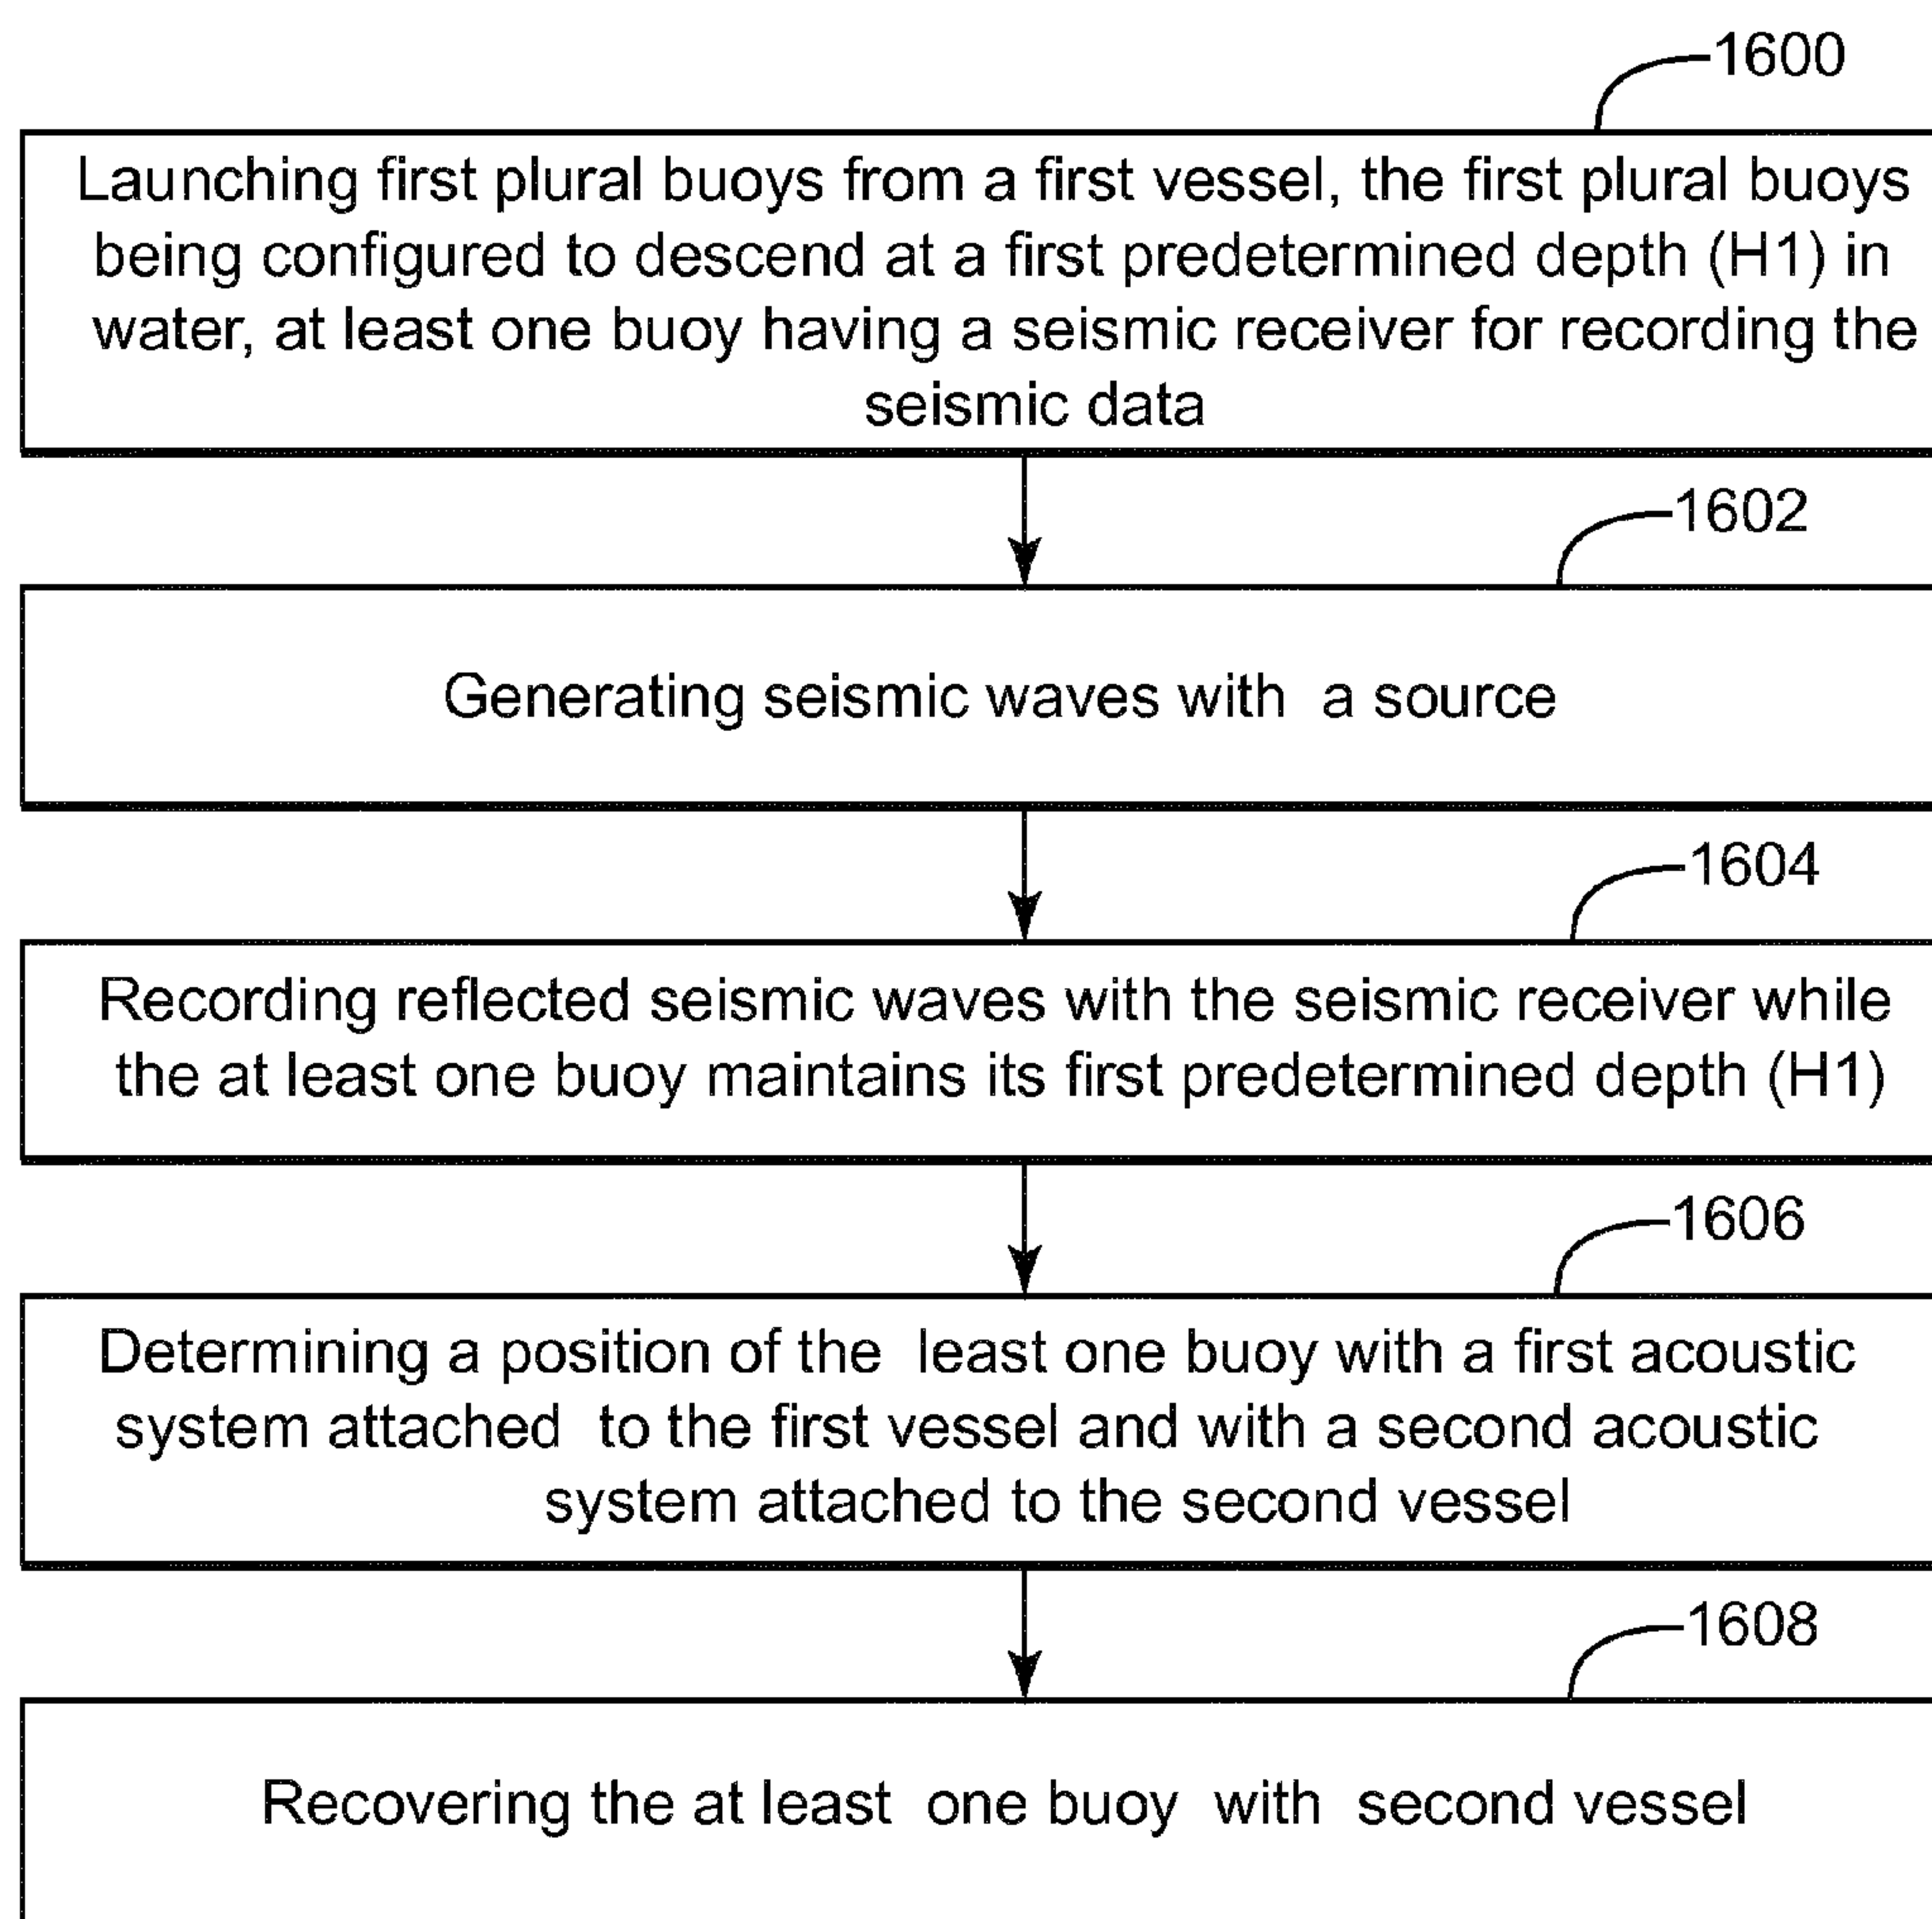 1600
Launching first plural buoys from a first vessel, the first plural buoys
being configured to descend at a first predetermined depth (H1) in
water, at least one buoy having a seismic receiver for recording the
seismic data
1602
Generating seismic waves with a source
1604
Recording reflected seismic waves with the seismic receiver while
the at least one buoy maintains its first predetermined depth (H1)
1606
Determining a position of the least one buoy with a first acoustic
system attached to the first vessel and with a second acoustic
system attached to the second vessel
1608
Recovering the at least one buoy with second vessel